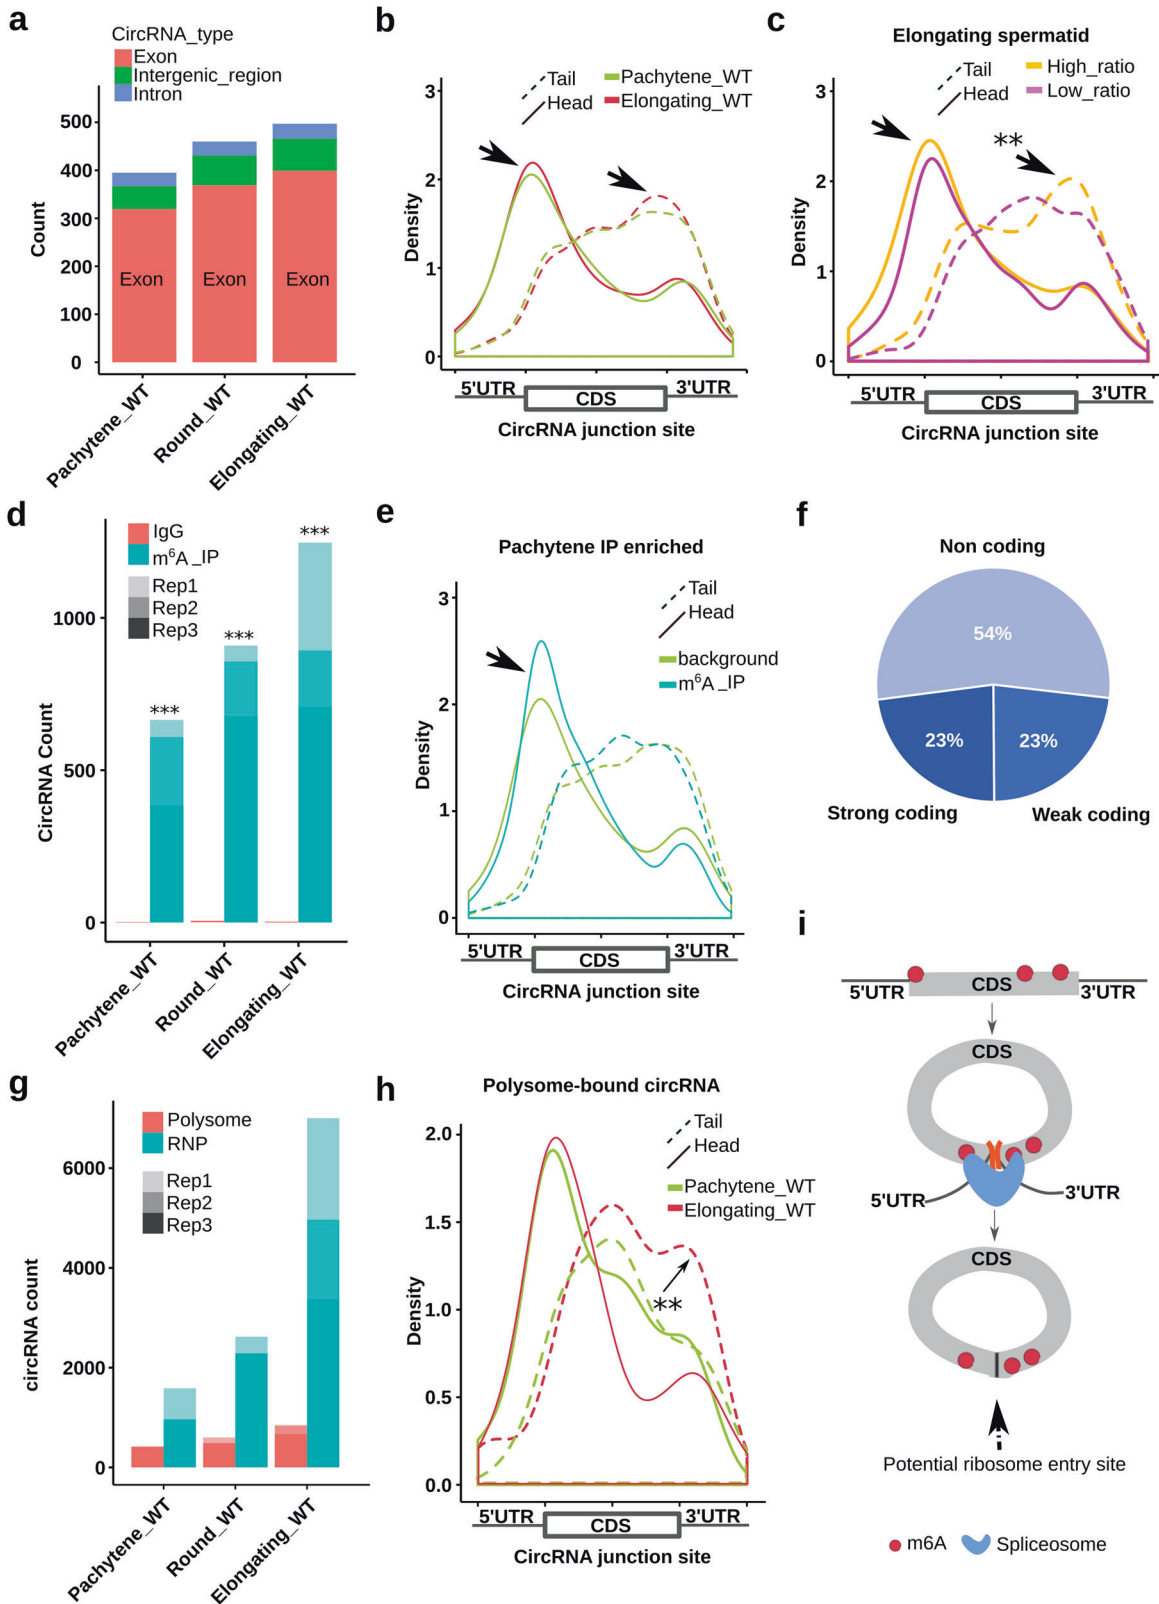 a
CircRNA_type
Exon
Intergenic_region
Intron
Count
500
400
300
200
100
0
Exon
Exon
Exon
Pachytene_WT
Round_WT
Elongating_WT
b
Tail
Head
Pachytene_WT
Elongating_WT
Density
3
2
1
0
5'UTR
CDS
3'UTR
CircRNA junction site
c
Elongating spermatid
Tail
Head
High_ratio
Low_ratio
**
Density
3
2
1
0
5'UTR
CDS
3'UTR
CircRNA junction site
d
IgG
m⁶A_IP
Rep1
Rep2
Rep3
***
***
***
CircRNA Count
1000
500
0
Pachytene_WT
Round_WT
Elongating_WT
e
Pachytene IP enriched
Tail
Head
background
m⁶A_IP
Density
3
2
1
0
5'UTR
CDS
3'UTR
CircRNA junction site
f
Non coding
54%
23%
23%
Strong coding
Weak coding
g
Polysome
RNP
Rep1
Rep2
Rep3
circRNA count
6000
4000
2000
0
Pachytene_WT
Round_WT
Elongating_WT
h
Polysome-bound circRNA
Tail
Head
Pachytene_WT
Elongating_WT
**
Density
2.0
1.5
1.0
0.5
0.0
5'UTR
CDS
3'UTR
CircRNA junction site
i
5'UTR
CDS
3'UTR
CDS
5'UTR
3'UTR
CDS
Potential ribosome entry site
m6A
Spliceosome